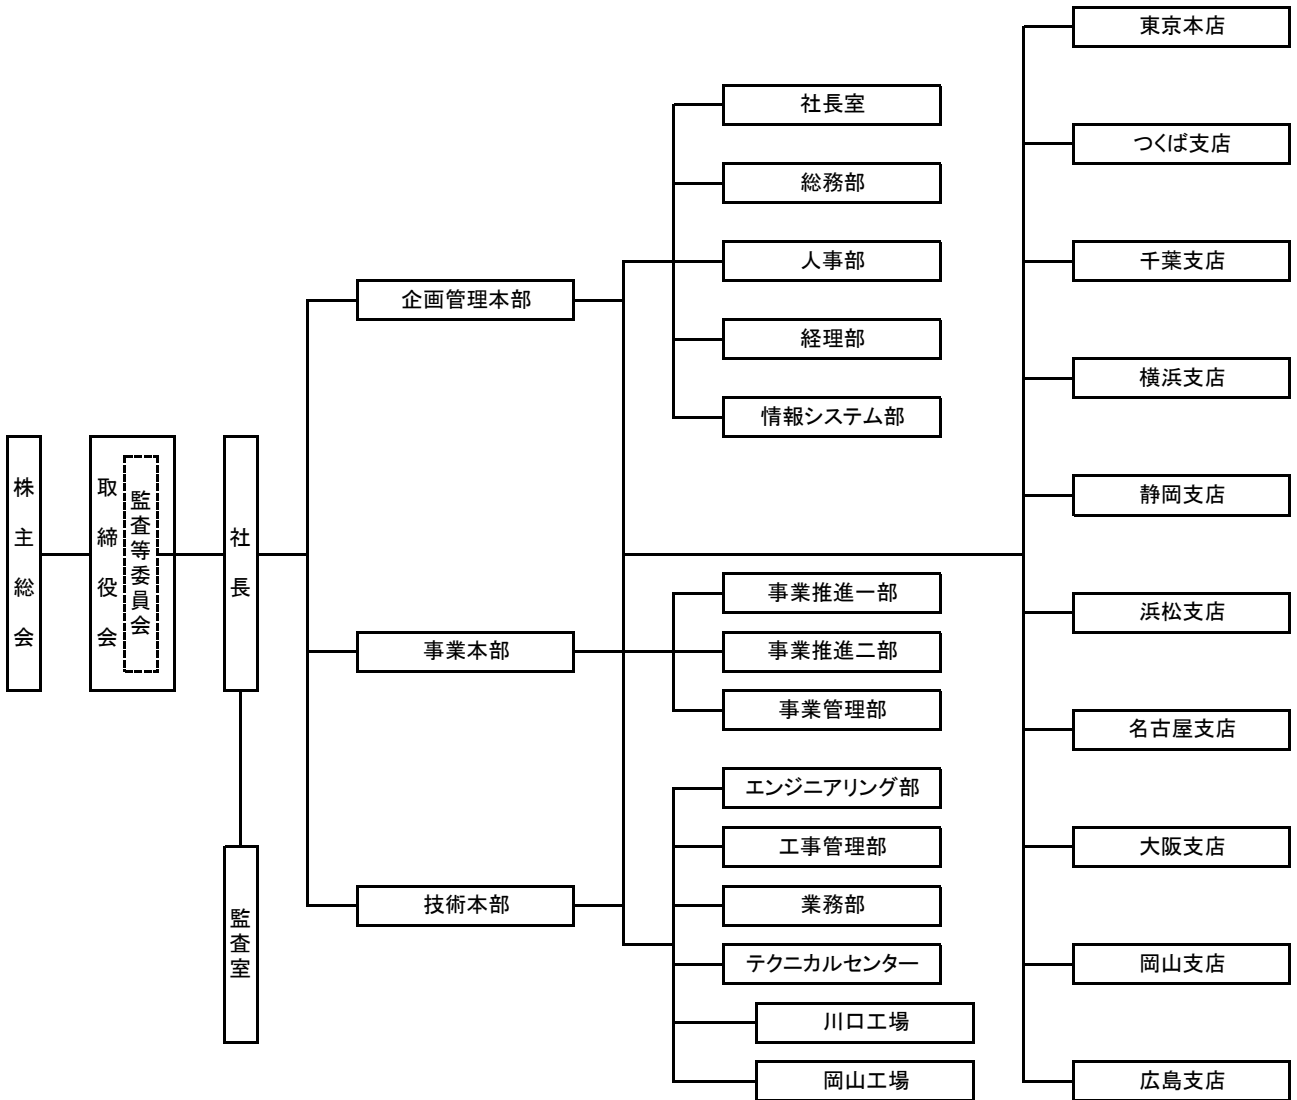 株主総会
取締役会
監査等委員会
社長
監査室
企画管理本部
事業本部
技術本部
社長室
総務部
人事部
経理部
情報システム部
事業推進一部
事業推進二部
事業管理部
エンジニアリング部
工事管理部
業務部
テクニカルセンター
川口工場
岡山工場
東京本店
つくば支店
千葉支店
横浜支店
静岡支店
浜松支店
名古屋支店
大阪支店
岡山支店
広島支店